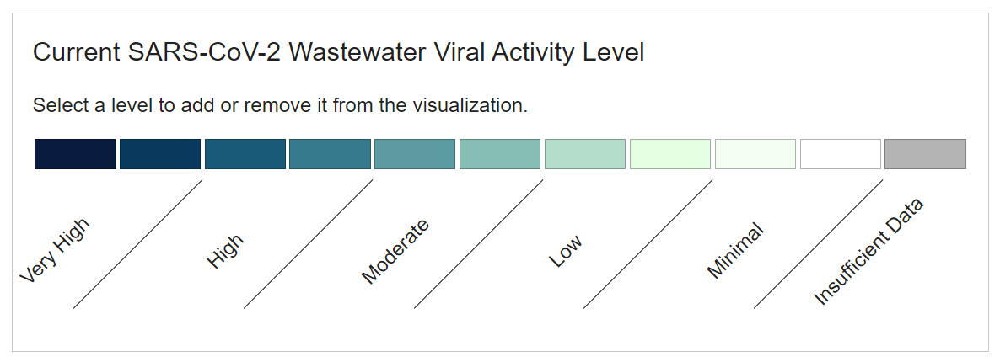 Current SARS-CoV-2 Wastewater Viral Activity Level
Select a level to add or remove it from the visualization.
Very High
High
Moderate
Low
Minimal
Insufficient Data